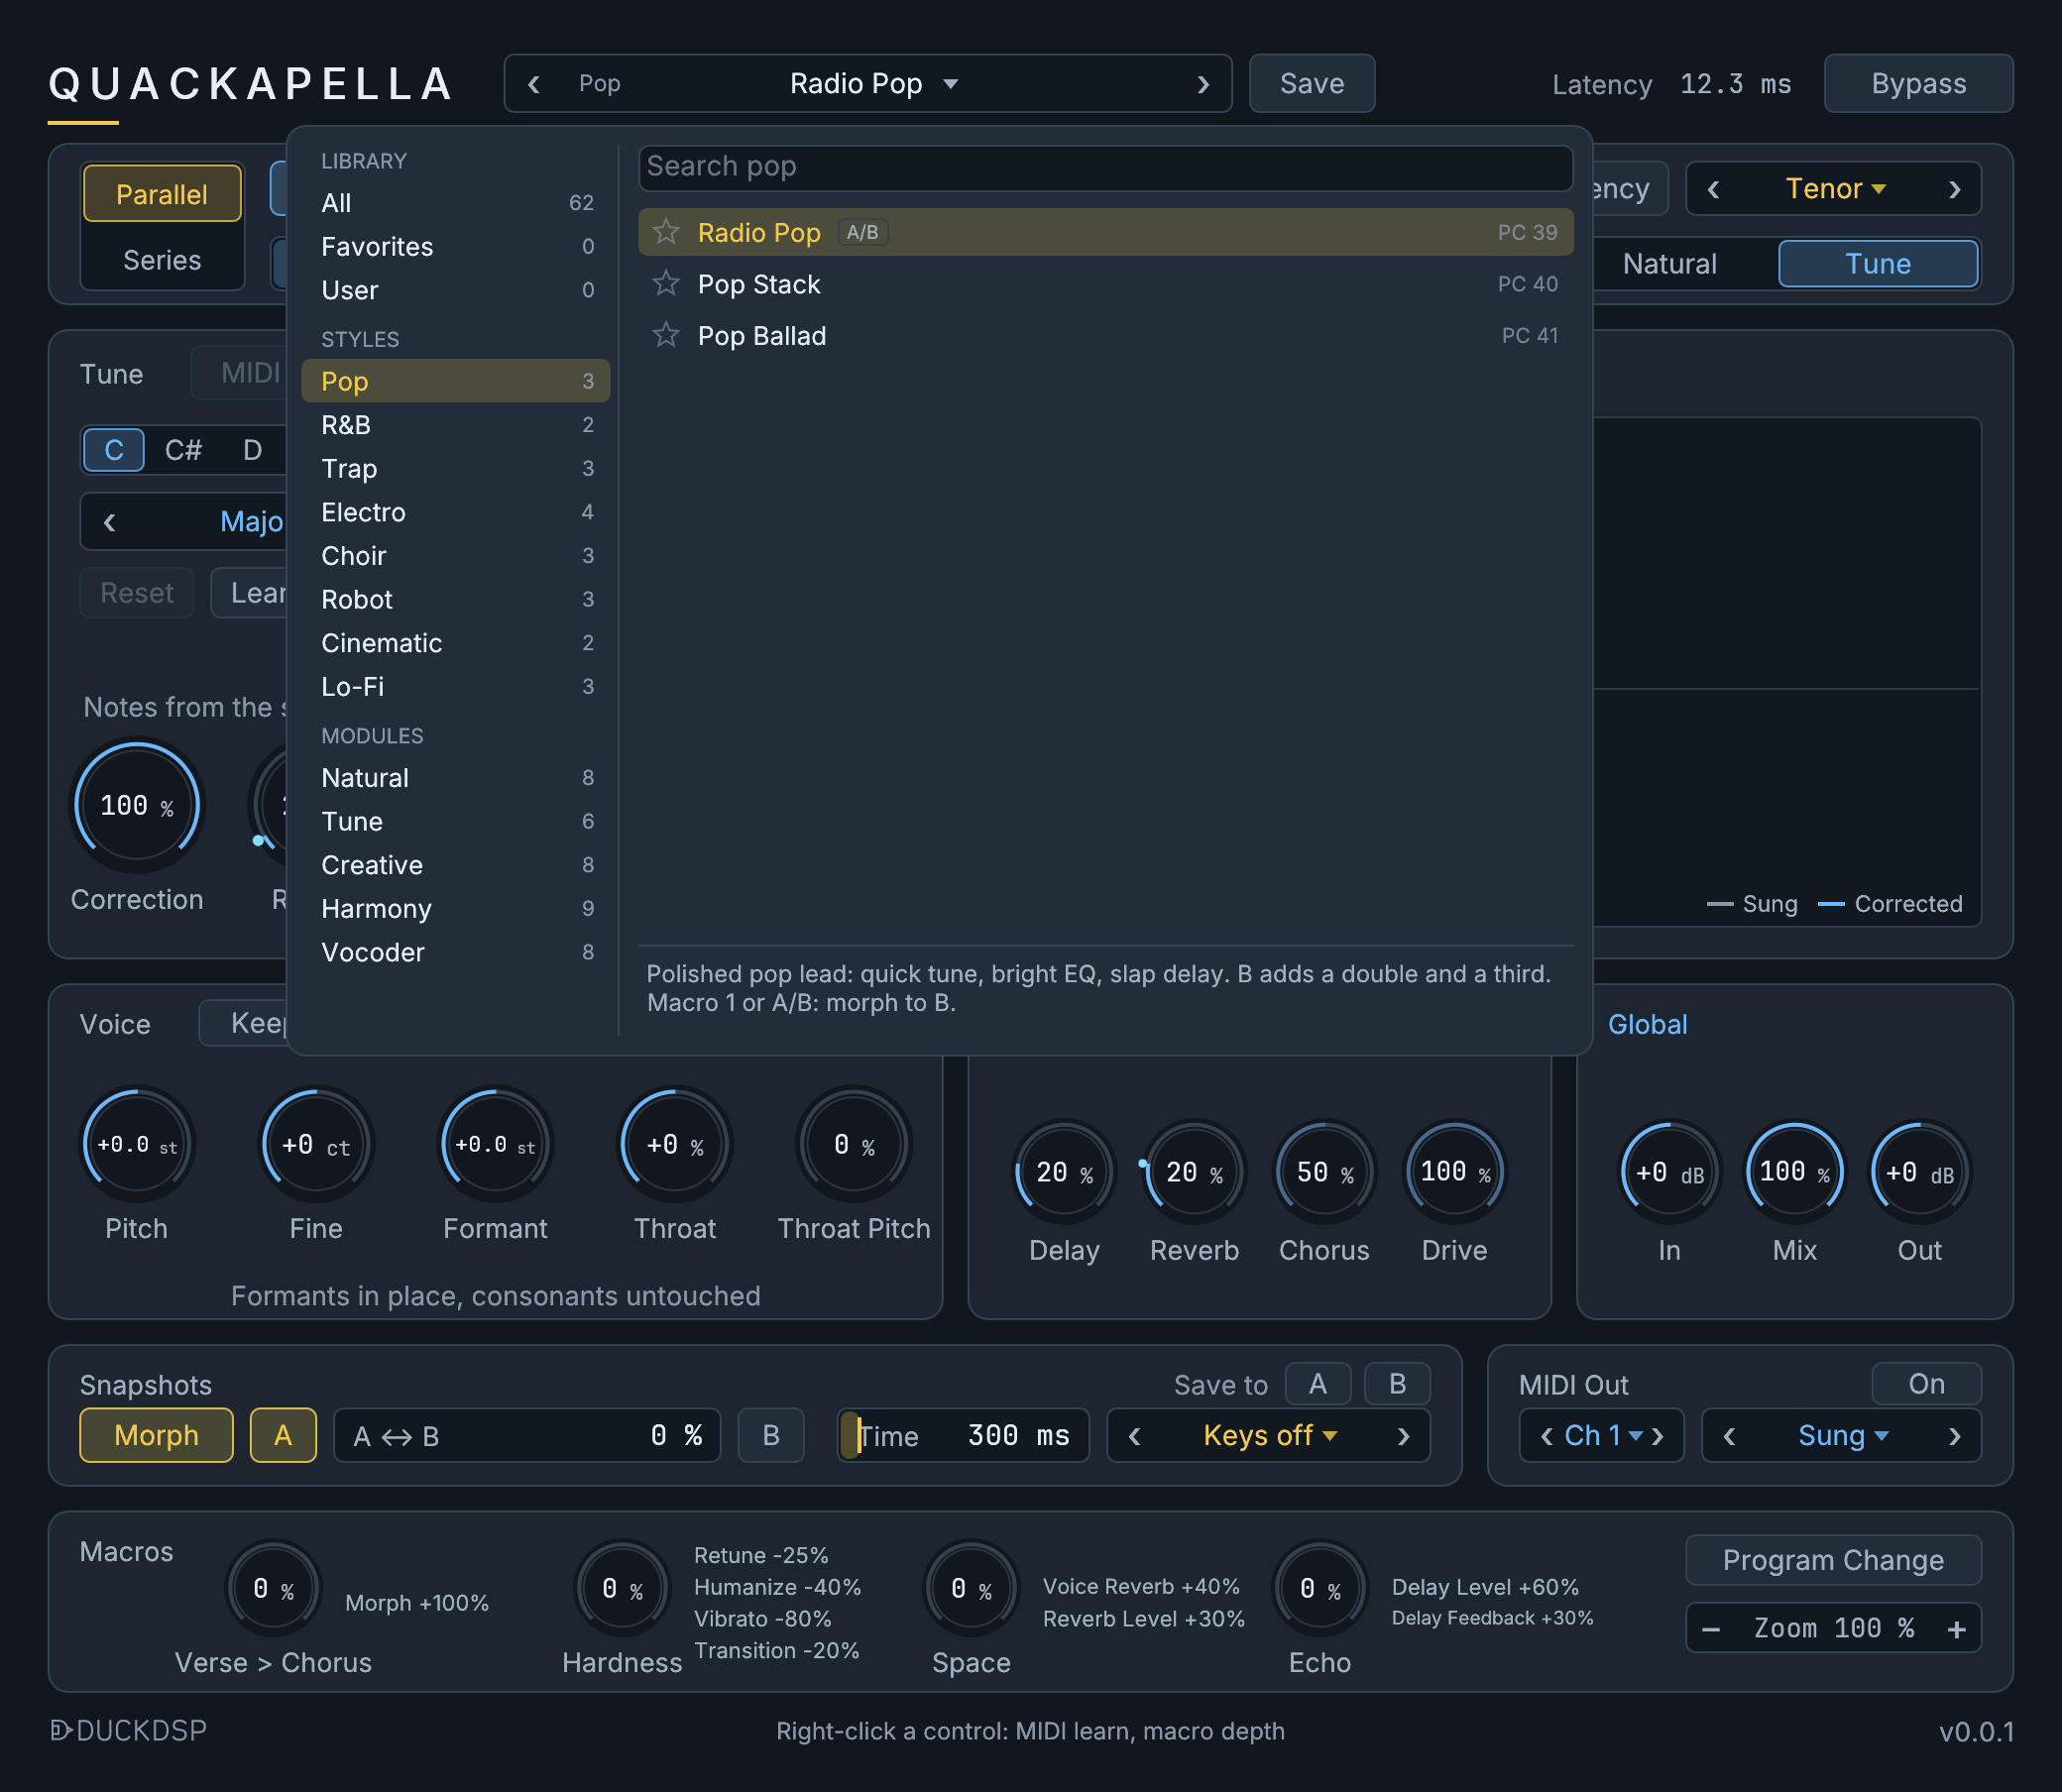 QUACKAPELLA
‹ Pop Radio Pop ›
Save
Latency 12.3 ms
Bypass
Parallel
Series
ency
‹ Tenor ›
Natural
Tune
LIBRARY
All 62
Favorites 0
User 0
STYLES
Pop 3
R&B 2
Trap 3
Electro 4
Choir 3
Robot 3
Cinematic 2
Lo-Fi 3
MODULES
Natural 8
Tune 6
Creative 8
Harmony 9
Vocoder 8
Search pop
Radio Pop A/B PC 39
Pop Stack PC 40
Pop Ballad PC 41
Polished pop lead: quick tune, bright EQ, slap delay. B adds a double and a third.
Macro 1 or A/B: morph to B.
Tune MIDI
C C# D
‹ Majo
Reset Lear
Notes from the s
100 %
Correction
R
Sung Corrected
Voice Keep
+0.0 st +0 ct +0.0 st +0 % 0 %
Pitch Fine Formant Throat Throat Pitch
Formants in place, consonants untouched
20 % 20 % 50 % 100 %
Delay Reverb Chorus Drive
Global
+0 dB 100 % +0 dB
In Mix Out
Snapshots
Save to A B
Morph A A ↔ B 0 % B Time 300 ms ‹ Keys off ›
MIDI Out On
‹ Ch 1 › ‹ Sung ›
Macros
0 %
Morph +100%
Verse > Chorus
0 %
Retune -25%
Humanize -40%
Vibrato -80%
Transition -20%
Hardness
0 %
Voice Reverb +40%
Reverb Level +30%
Space
0 %
Delay Level +60%
Delay Feedback +30%
Echo
Program Change
− Zoom 100 % +
DUCKDSP
Right-click a control: MIDI learn, macro depth
v0.0.1